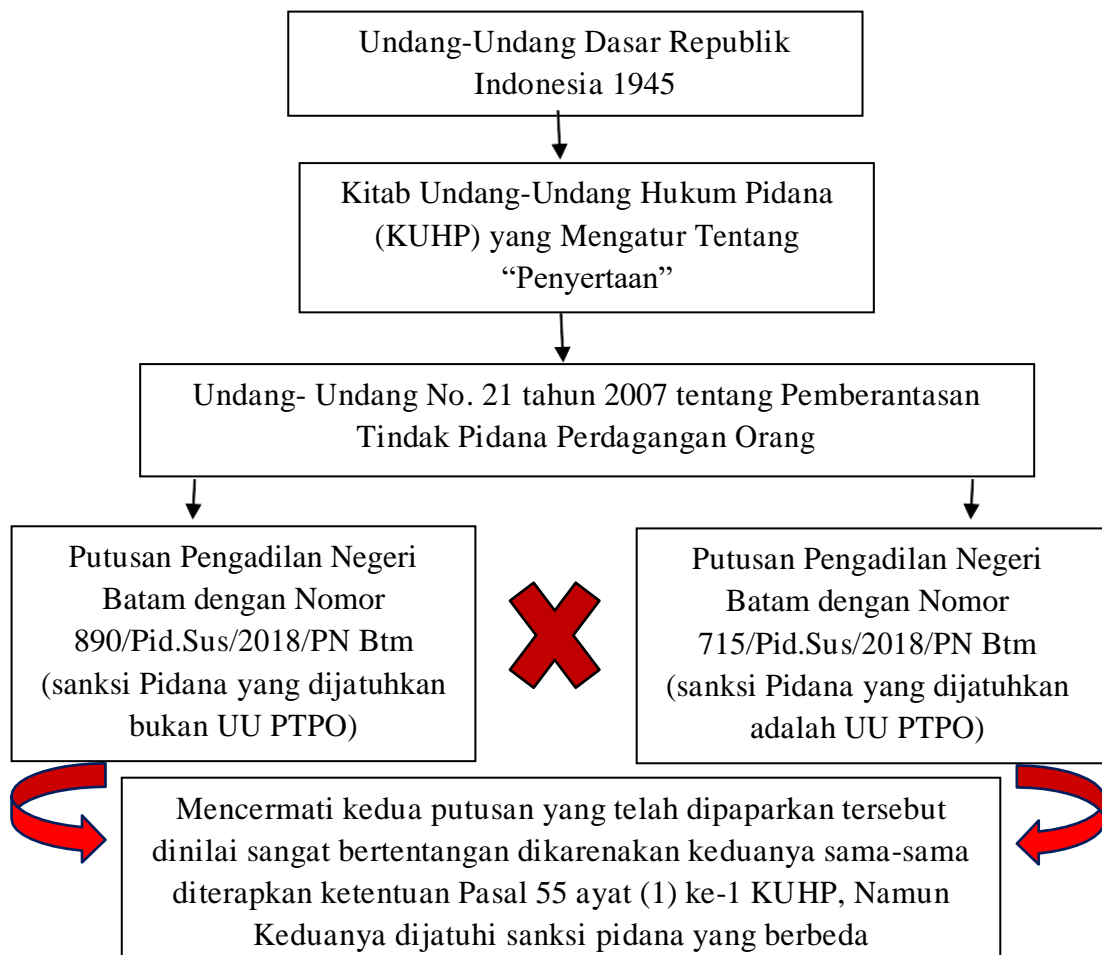 Undang-Undang Dasar Republik
Indonesia 1945
Kitab Undang-Undang Hukum Pidana
(KUHP) yang Mengatur Tentang
“Penyertaan”
Undang- Undang No. 21 tahun 2007 tentang Pemberantasan
Tindak Pidana Perdagangan Orang
Putusan Pengadilan Negeri
Batam dengan Nomor
890/Pid.Sus/2018/PN Btm
(sanksi Pidana yang dijatuhkan
bukan UU PTPO)
Putusan Pengadilan Negeri
Batam dengan Nomor
715/Pid.Sus/2018/PN Btm
(sanksi Pidana yang dijatuhkan
adalah UU PTPO)
Mencermati kedua putusan yang telah dipaparkan tersebut
dinilai sangat bertentangan dikarenakan keduanya sama-sama
diterapkan ketentuan Pasal 55 ayat (1) ke-1 KUHP, Namun
Keduanya dijatuhi sanksi pidana yang berbeda